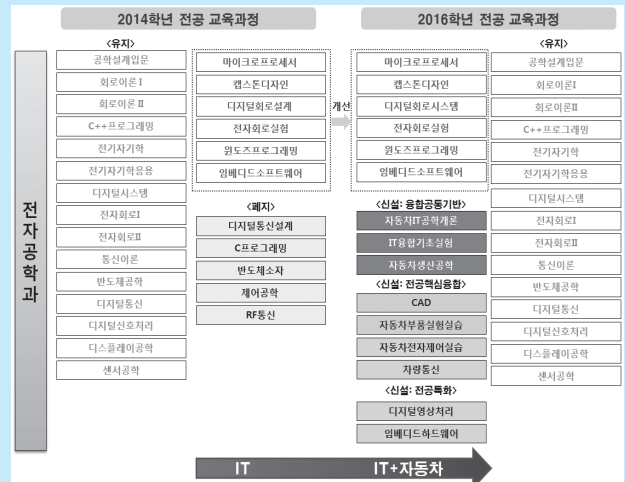 2014학년 전공 교육과정
2016학년 전공 교육과정
전자공학과
<유지>
공학설계입문
회로이론Ⅰ
회로이론Ⅱ
C++프로그래밍
전기자기학
전기자기학응용
디지털시스템
전자회로Ⅰ
전자회로Ⅱ
통신이론
반도체공학
디지털통신
디지털신호처리
디스플레이공학
센서공학
마이크로프로세서
캡스톤디자인
디지털회로설계
전자회로실험
윈도즈프로그래밍
임베디드소프트웨어
<폐지>
디지털통신설계
C프로그래밍
반도체소자
제어공학
RF통신
개선
마이크로프로세서
캡스톤디자인
디지털회로시스템
전자회로실험
윈도즈프로그래밍
임베디드소프트웨어
<신설: 융합공통기반>
자동차IT공학개론
IT융합기초실험
자동차생산공학
<신설: 전공핵심융합>
CAD
자동차부품실험실습
자동차전자제어실습
차량통신
<신설: 전공특화>
디지털영상처리
임베디드하드웨어
<유지>
공학설계입문
회로이론Ⅰ
회로이론Ⅱ
C++프로그래밍
전기자기학
전기자기학응용
디지털시스템
전자회로Ⅰ
전자회로Ⅱ
통신이론
반도체공학
디지털통신
디지털신호처리
디스플레이공학
센서공학
IT
IT+자동차